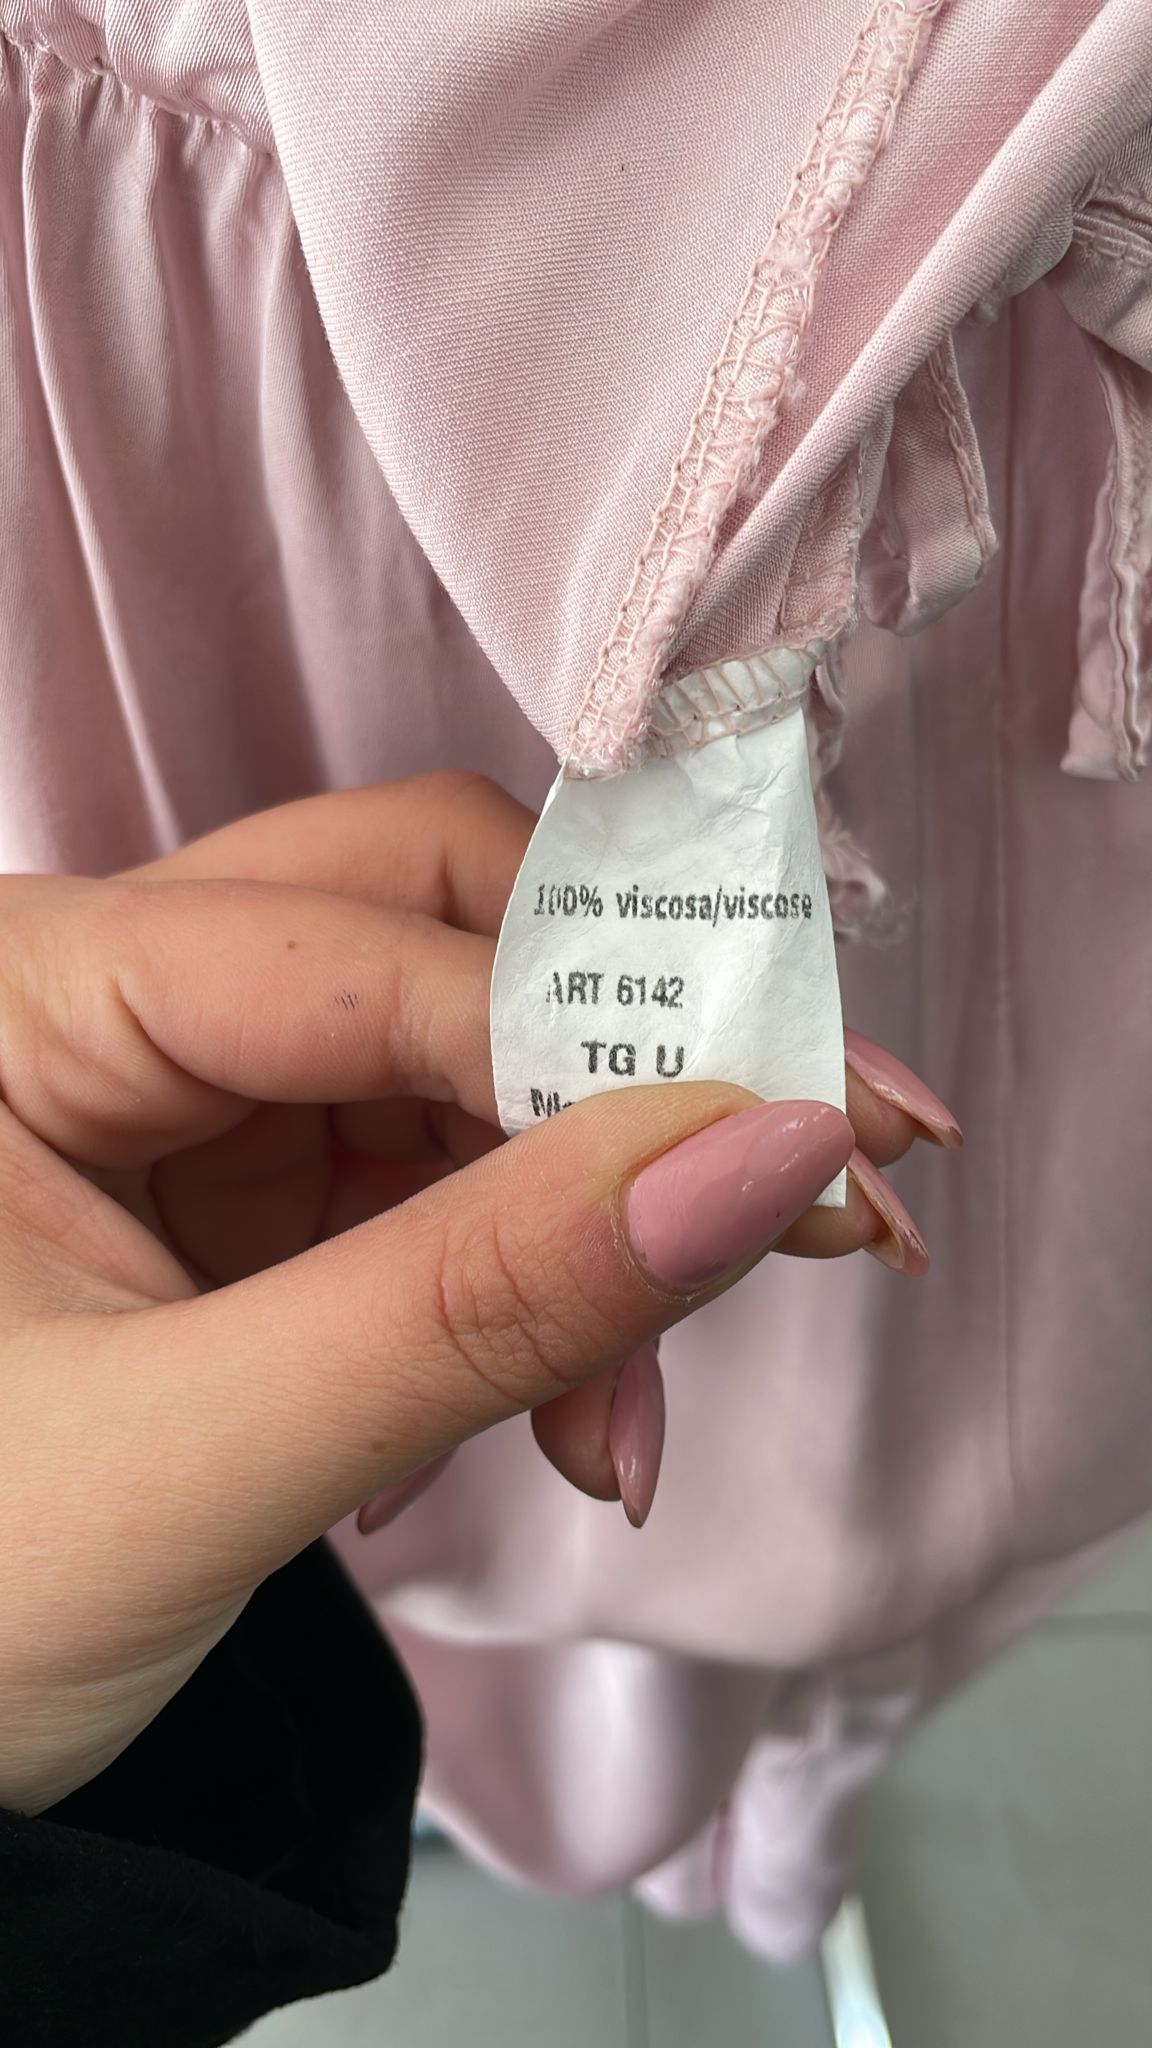 100% viscosa/viscose
ART 6142
TG U